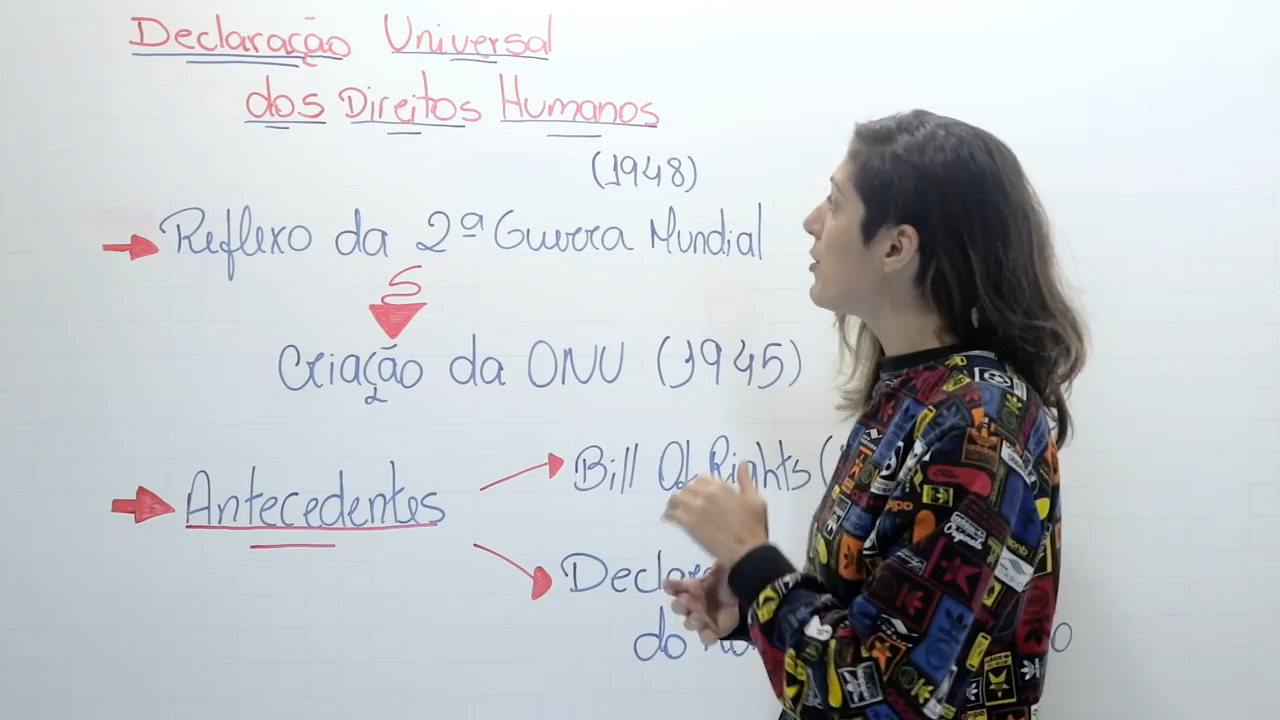 Declaração Universal
dos Direitos Humanos
(1948)
Reflexo da 2ª Guerra Mundial
Criação da ONU (1945)
Antecedentes
Bill Of Rights (
do